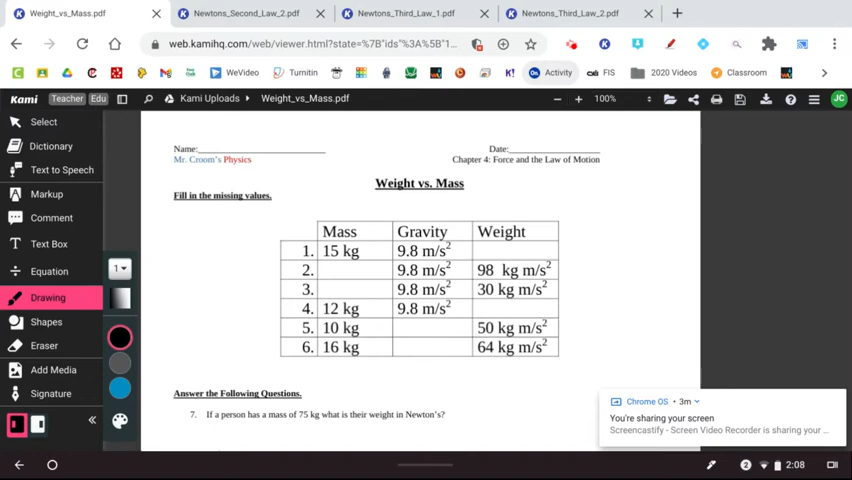 Weight_vs_Mass.pdf
Newtons_Second_Law_2.pdf
Newtons_Third_Law_1.pdf
Newtons_Third_Law_2.pdf
web.kamihq.com/web/viewer.html?state=%7B"ids"%3A%5B"1...
WeVideo
Turnitin
K!
On Activity
FIS
2020 Videos
Classroom
Kami Teacher Edu
Kami Uploads
Weight_vs_Mass.pdf
100%
JC
Select
Dictionary
Text to Speech
Markup
Comment
Text Box
Equation
Drawing
Shapes
Eraser
Add Media
Signature
1
Name:__________________________ Date:___________________
Mr. Croom's Physics Chapter 4: Force and the Law of Motion
Weight vs. Mass
Fill in the missing values.
Mass Gravity Weight
1. 15 kg 9.8 m/s²
2. 9.8 m/s² 98 kg m/s²
3. 9.8 m/s² 30 kg m/s²
4. 12 kg 9.8 m/s²
5. 10 kg 50 kg m/s²
6. 16 kg 64 kg m/s²
Answer the Following Questions.
7. If a person has a mass of 75 kg what is their weight in Newton's?
Chrome OS • 3m
You're sharing your screen
Screencastify - Screen Video Recorder is sharing your ...
2 2:08